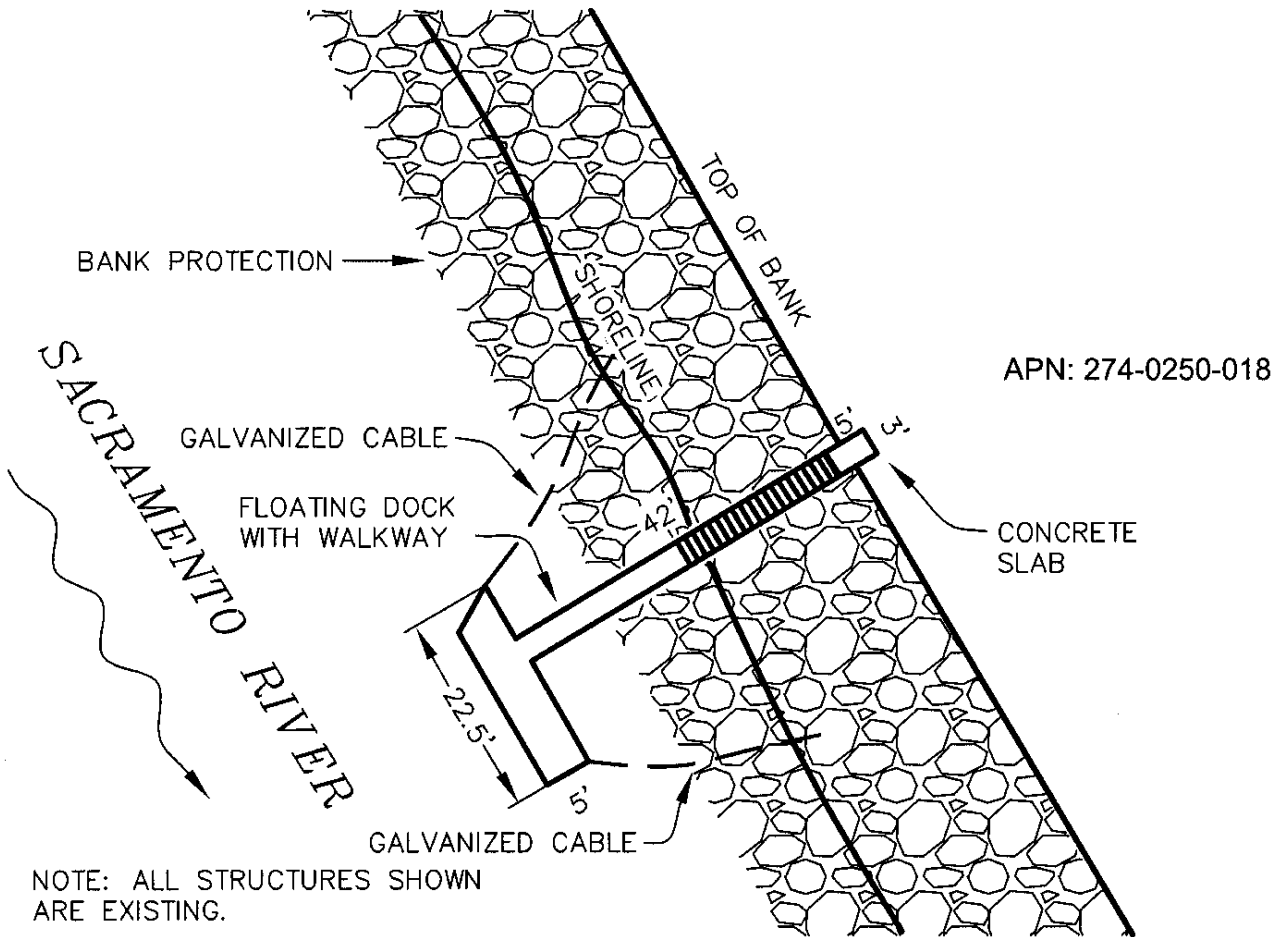 TOP OF BANK
BANK PROTECTION
SHORELINE
SACRAMENTO RIVER
APN: 274-0250-018
GALVANIZED CABLE
5'
3'
FLOATING DOCK
WITH WALKWAY
42'
CONCRETE
SLAB
22.5'
5'
GALVANIZED CABLE
NOTE: ALL STRUCTURES SHOWN
ARE EXISTING.